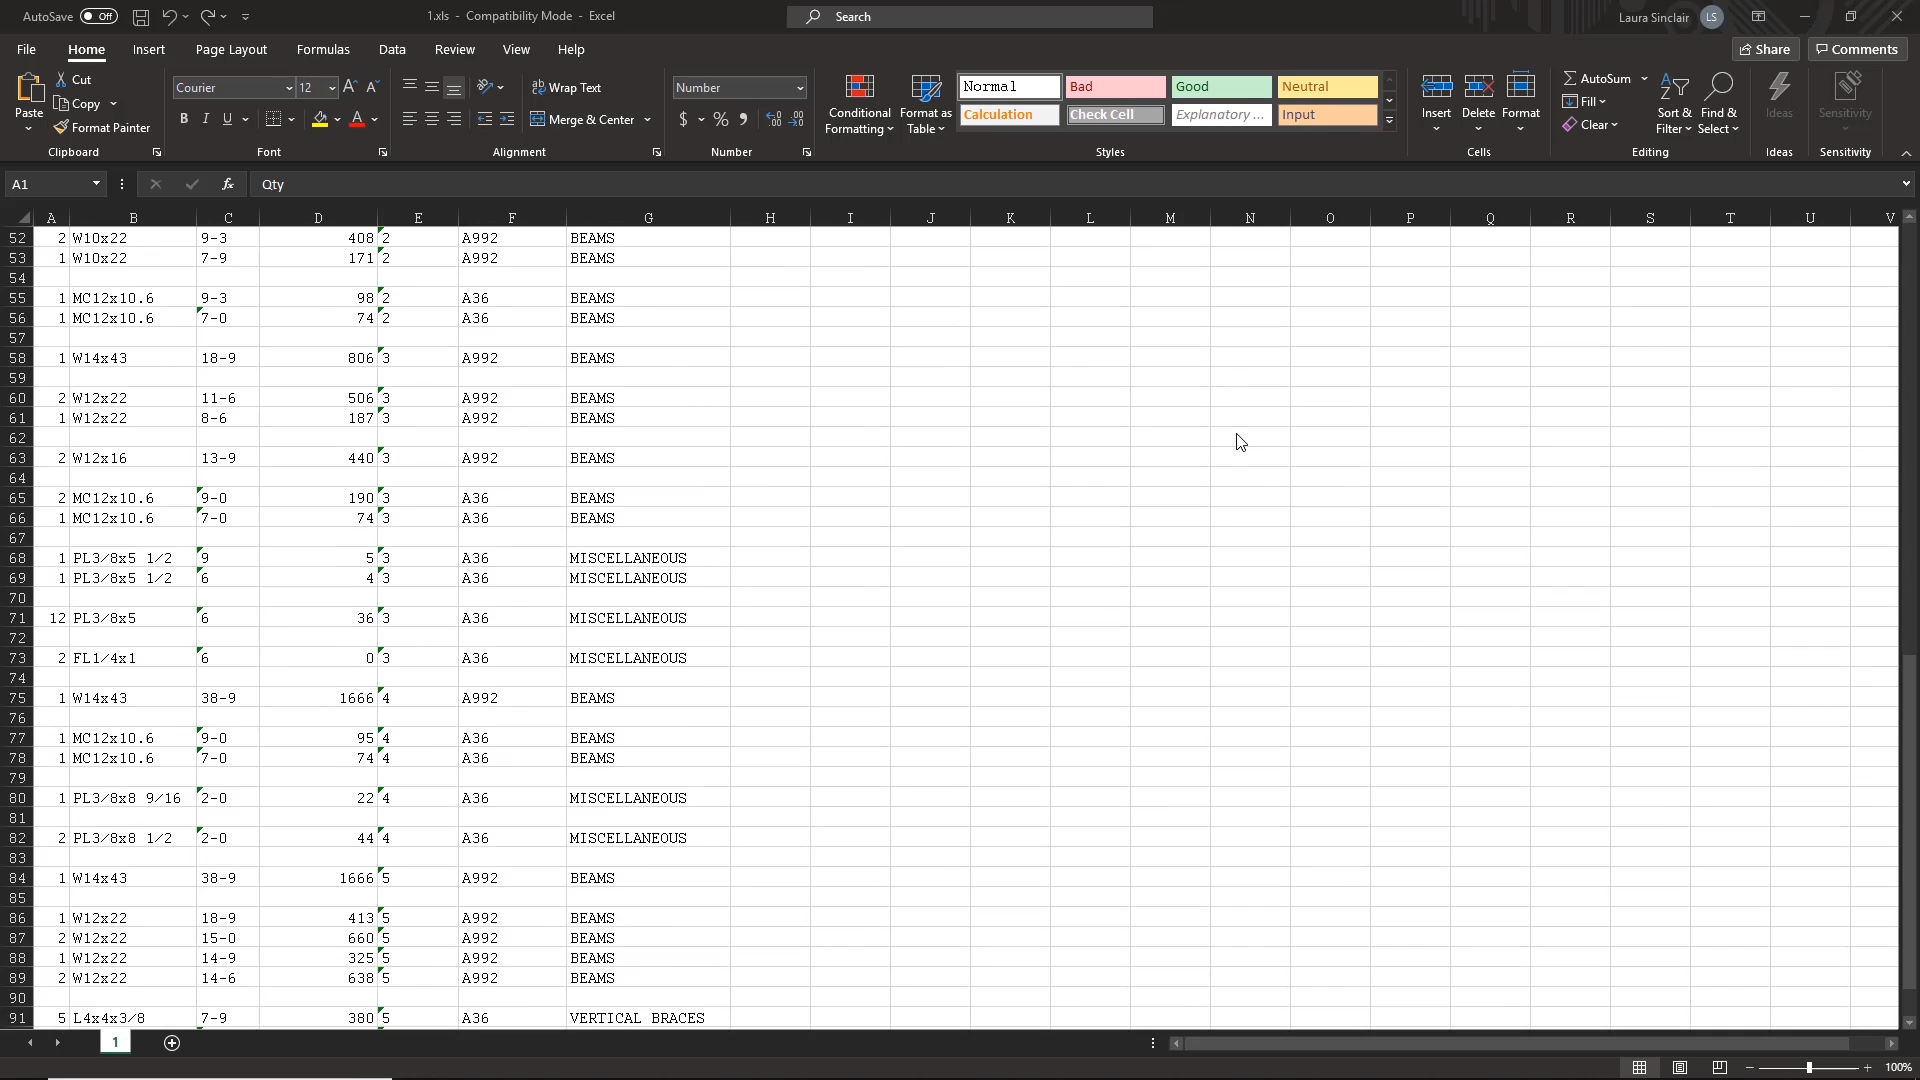 AutoSave Off 1.xls - Compatibility Mode - Excel Search Laura Sinclair LS
File Home Insert Page Layout Formulas Data Review View Help Share Comments
Paste Cut Copy Format Painter Clipboard
Courier 12 A A B I U A Font
Wrap Text Merge & Center Alignment
Number $ % Number
Conditional Formatting Format as Table
Normal Bad Good Neutral
Calculation Check Cell Explanatory ... Input
Styles
Insert Delete Format Cells
AutoSum Fill Clear Sort & Filter Find & Select Editing
Ideas Ideas
Sensitivity Sensitivity
A1 fx Qty
A B C D E F G H I J K L M N O P Q R S T U V
52 2 W10x22 9-3 408 2 A992 BEAMS
53 1 W10x22 7-9 171 2 A992 BEAMS
54
55 1 MC12x10.6 9-3 98 2 A36 BEAMS
56 1 MC12x10.6 7-0 74 2 A36 BEAMS
57
58 1 W14x43 18-9 806 3 A992 BEAMS
59
60 2 W12x22 11-6 506 3 A992 BEAMS
61 1 W12x22 8-6 187 3 A992 BEAMS
62
63 2 W12x16 13-9 440 3 A992 BEAMS
64
65 2 MC12x10.6 9-0 190 3 A36 BEAMS
66 1 MC12x10.6 7-0 74 3 A36 BEAMS
67
68 1 PL3/8x5 1/2 9 5 3 A36 MISCELLANEOUS
69 1 PL3/8x5 1/2 6 4 3 A36 MISCELLANEOUS
70
71 12 PL3/8x5 6 36 3 A36 MISCELLANEOUS
72
73 2 FL1/4x1 6 0 3 A36 MISCELLANEOUS
74
75 1 W14x43 38-9 1666 4 A992 BEAMS
76
77 1 MC12x10.6 9-0 95 4 A36 BEAMS
78 1 MC12x10.6 7-0 74 4 A36 BEAMS
79
80 1 PL3/8x8 9/16 2-0 22 4 A36 MISCELLANEOUS
81
82 2 PL3/8x8 1/2 2-0 44 4 A36 MISCELLANEOUS
83
84 1 W14x43 38-9 1666 5 A992 BEAMS
85
86 1 W12x22 18-9 413 5 A992 BEAMS
87 2 W12x22 15-0 660 5 A992 BEAMS
88 1 W12x22 14-9 325 5 A992 BEAMS
89 2 W12x22 14-6 638 5 A992 BEAMS
90
91 5 L4x4x3/8 7-9 380 5 A36 VERTICAL BRACES
1
100%